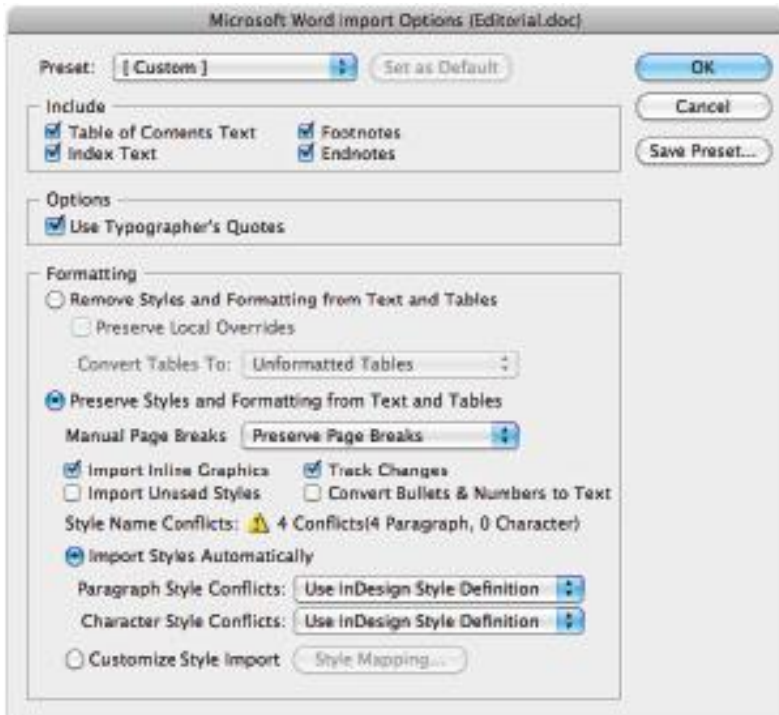 Microsoft Word Import Options (Editorial.doc)
Preset: [ Custom ] Set as Default OK
Cancel
Save Preset...
Include
Table of Contents Text Footnotes
Index Text Endnotes
Options
Use Typographer's Quotes
Formatting
Remove Styles and Formatting from Text and Tables
Preserve Local Overrides
Convert Tables To: Unformatted Tables
Preserve Styles and Formatting from Text and Tables
Manual Page Breaks Preserve Page Breaks
Import Inline Graphics Track Changes
Import Unused Styles Convert Bullets & Numbers to Text
Style Name Conflicts: 4 Conflicts(4 Paragraph, 0 Character)
Import Styles Automatically
Paragraph Style Conflicts: Use InDesign Style Definition
Character Style Conflicts: Use InDesign Style Definition
Customize Style Import Style Mapping...